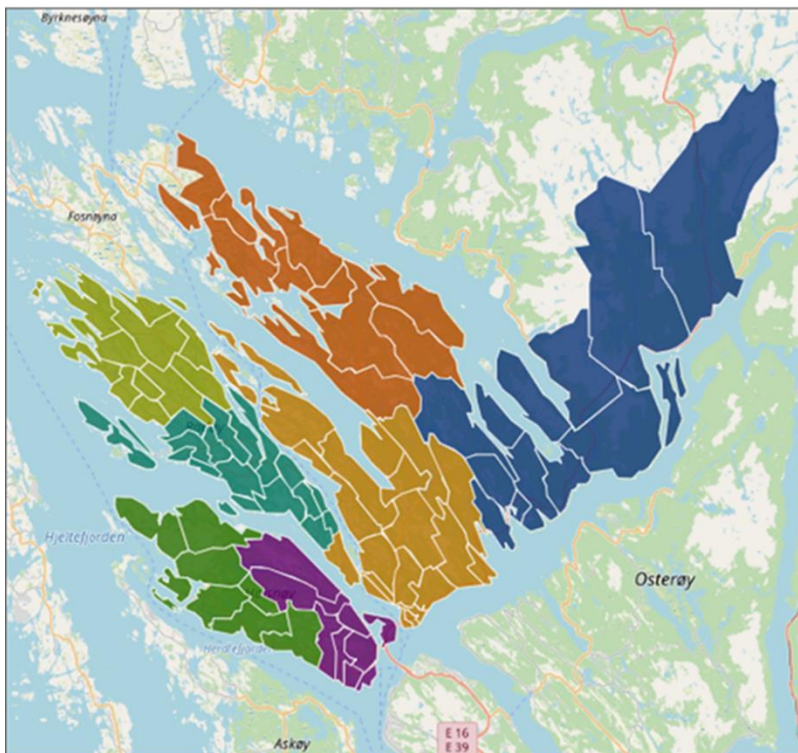 Byrknesøyna
Fosnøyna
Hjeltefjorden
Osterøy
Herdlefjorden
Askøy
E 16
E 39